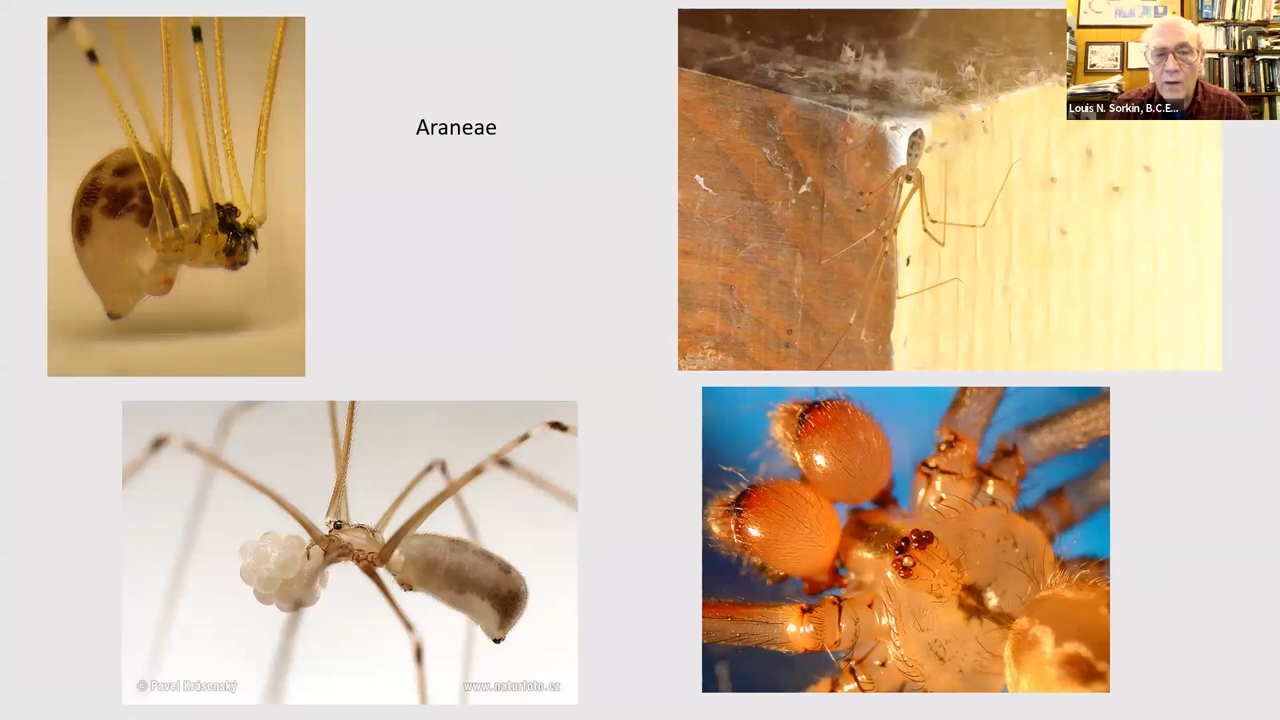 Louis N. Sorkin, B.C.E...
Araneae
© Pavel Krásenský
www.naturfoto.cz